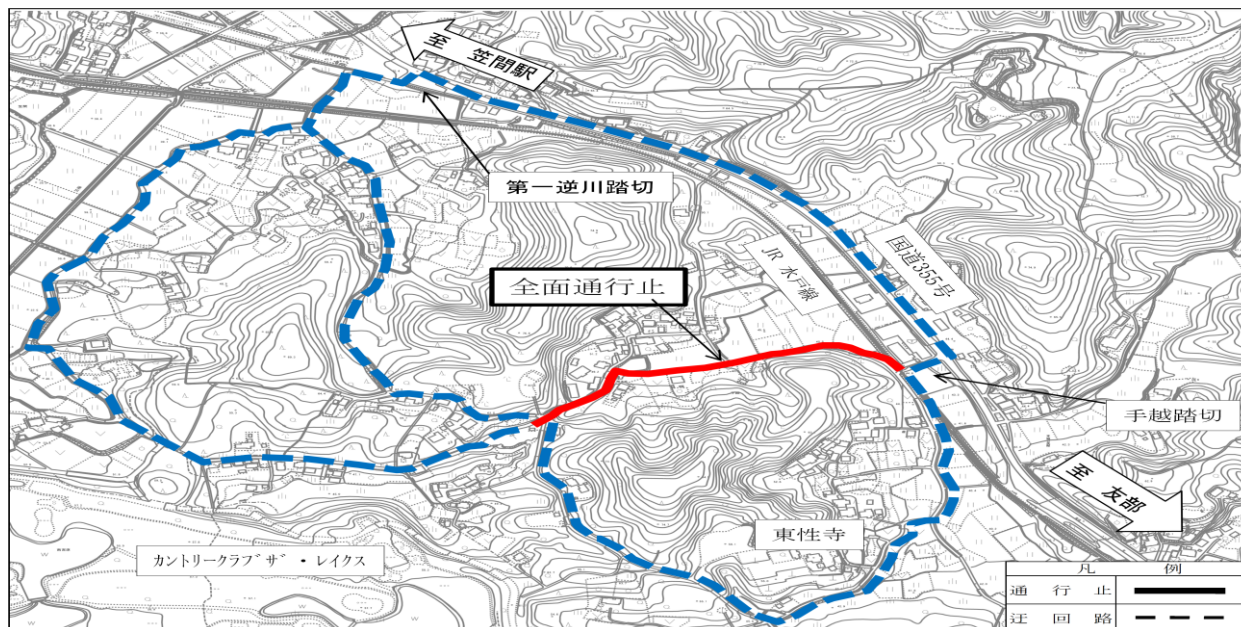 至 笠間駅
第一逆川踏切
JR 水戸線
国道355号
全面通行止
手越踏切
至 友部
東性寺
カントリークラブ ザ ・レイクス
凡 例
通 行 止
迂 回 路